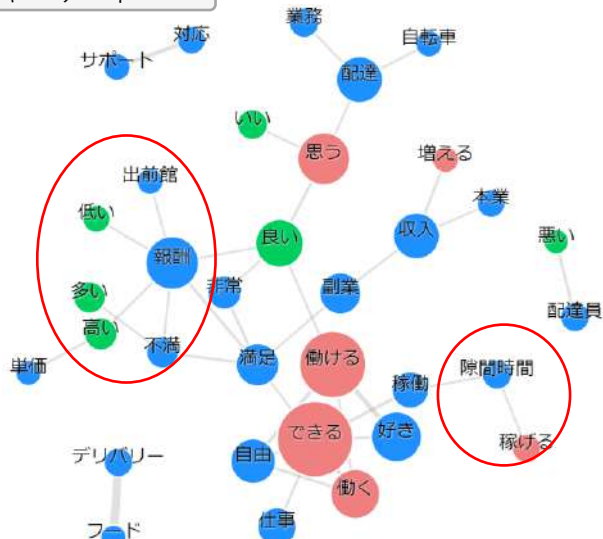 業務
対応
自転車
サポート
配達
いい
思う
増える
出前館
本業
低い
収入
良い
悪い
報酬
非常
副業
多い
配達員
高い
不満
満足
働ける
単価
隙間時間
稼働
できる
好き
稼げる
自由
デリバリー
働く
仕事
フード